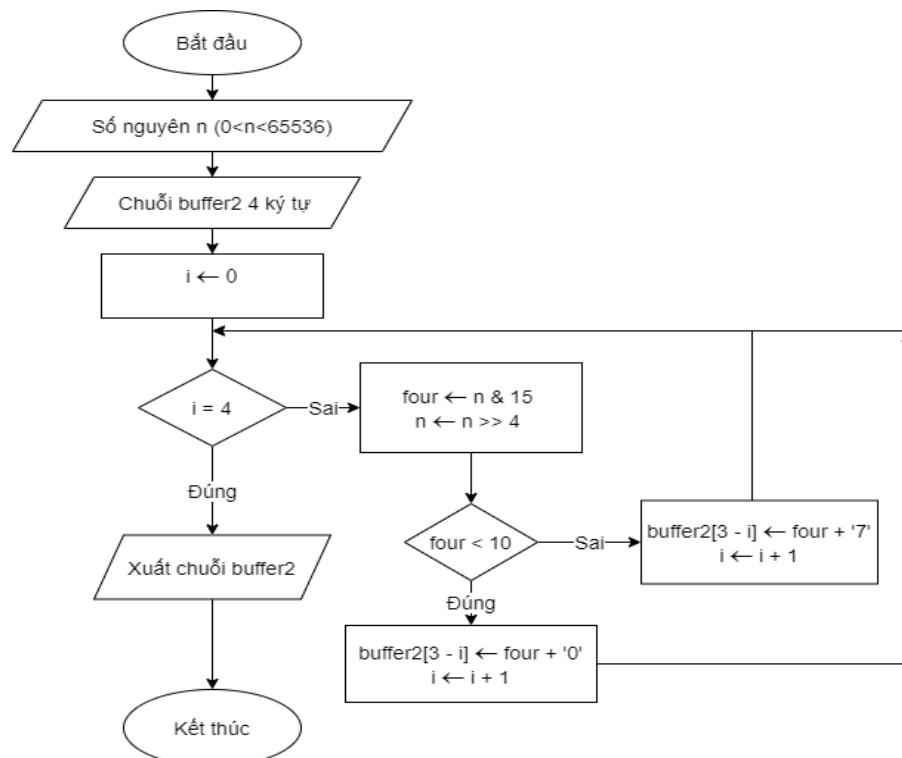 Bắt đầu
Số nguyên n (0<n<65536)
Chuỗi buffer2 4 ký tự
i ← 0
i = 4
Sai
four ← n & 15
n ← n >> 4
Đúng
four < 10
Sai
buffer2[3 - i] ← four + '7'
i ← i + 1
Xuất chuỗi buffer2
Đúng
buffer2[3 - i] ← four + '0'
i ← i + 1
Kết thúc